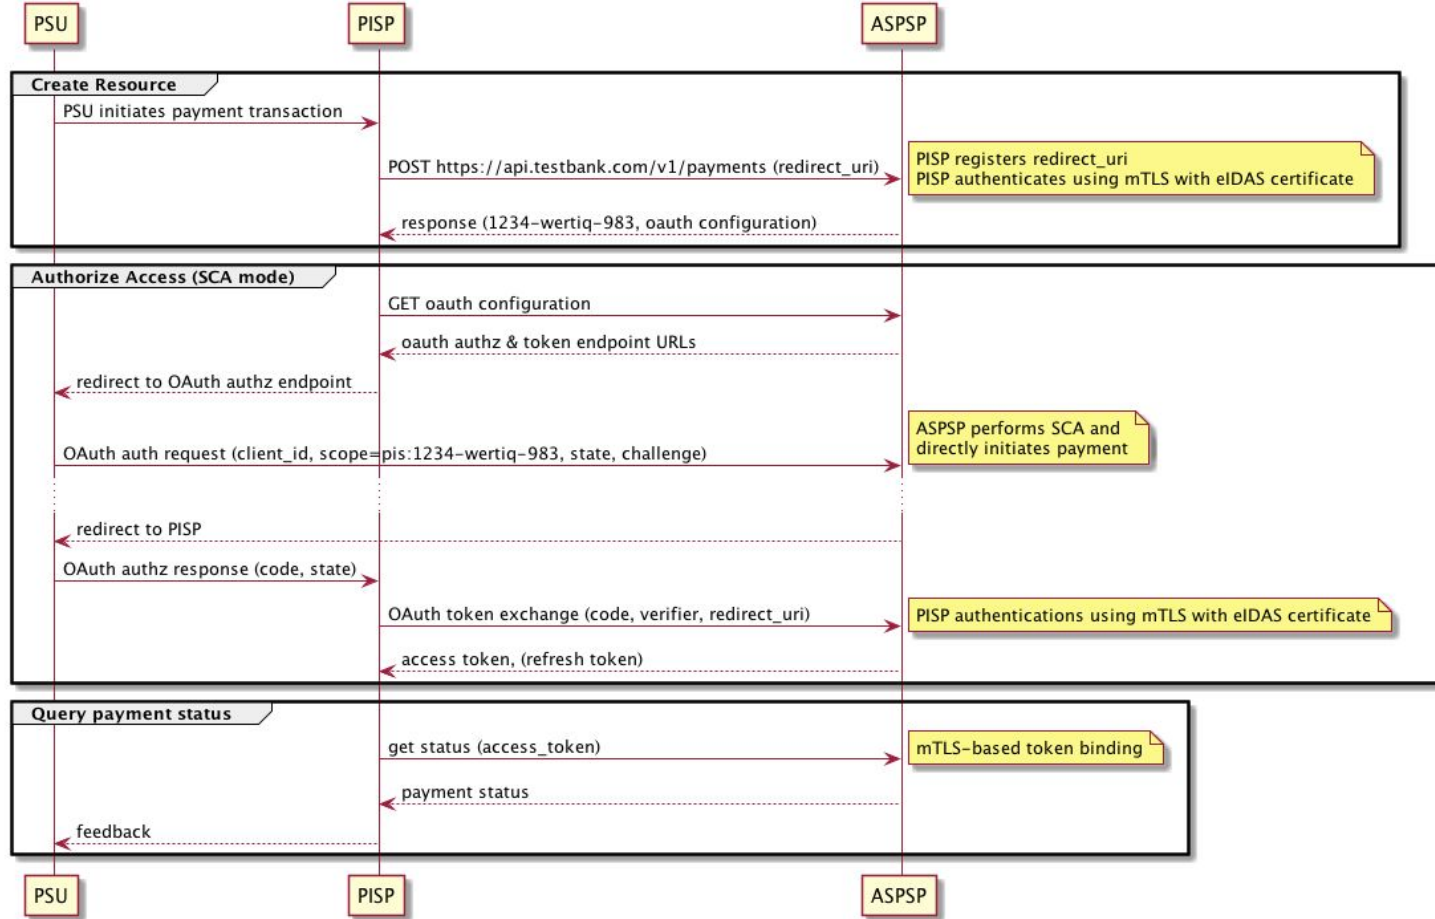 PSU
PISP
ASPSP
Create Resource
PSU initiates payment transaction
POST https://api.testbank.com/v1/payments (redirect_uri)
PISP registers redirect_uri
PISP authenticates using mTLS with eIDAS certificate
response (1234-wertiq-983, oauth configuration)
Authorize Access (SCA mode)
GET oauth configuration
oauth authz & token endpoint URLs
redirect to OAuth authz endpoint
ASPSP performs SCA and
directly initiates payment
OAuth auth request (client_id, scope=pis:1234-wertiq-983, state, challenge)
redirect to PISP
OAuth authz response (code, state)
OAuth token exchange (code, verifier, redirect_uri)
PISP authentications using mTLS with eIDAS certificate
access token, (refresh token)
Query payment status
get status (access_token)
mTLS-based token binding
payment status
feedback
PSU
PISP
ASPSP